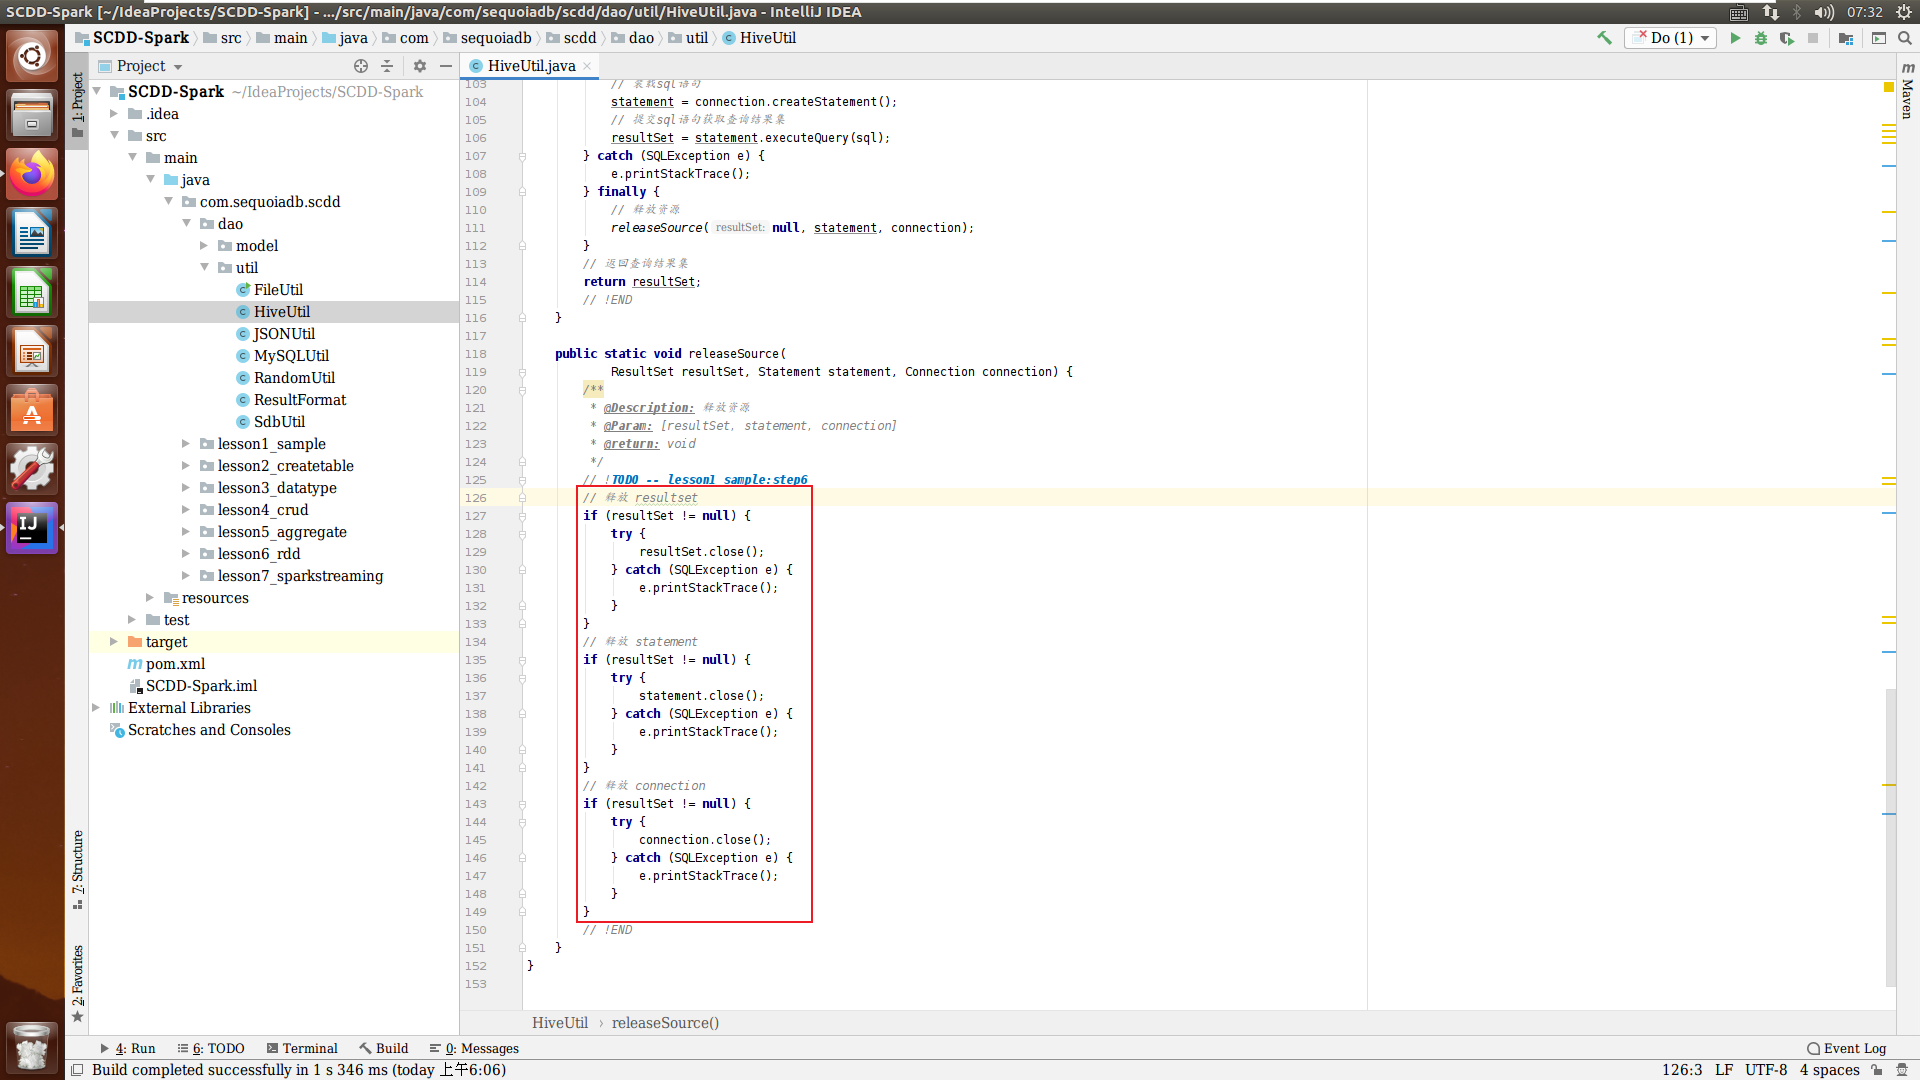 SCDD-Spark [~/IdeaProjects/SCDD-Spark] - .../src/main/java/com/sequoiadb/scdd/dao/util/HiveUtil.java - IntelliJ IDEA
07:32
SCDD-Spark
src
main
java
com
sequoiadb
scdd
dao
util
HiveUtil
Do (1)
Project
HiveUtil.java
1: Project
7: Structure
2: Favorites
Maven
SCDD-Spark ~/IdeaProjects/SCDD-Spark
.idea
src
main
java
com.sequoiadb.scdd
dao
model
util
FileUtil
HiveUtil
JSONUtil
MySQLUtil
RandomUtil
ResultFormat
SdbUtil
lesson1_sample
lesson2_createtable
lesson3_datatype
lesson4_crud
lesson5_aggregate
lesson6_rdd
lesson7_sparkstreaming
resources
test
target
pom.xml
SCDD-Spark.iml
External Libraries
Scratches and Consoles
103 // 装载sql语句
104 statement = connection.createStatement();
105 // 提交sql语句获取查询结果集
106 resultSet = statement.executeQuery(sql);
107 } catch (SQLException e) {
108 e.printStackTrace();
109 } finally {
110 // 释放资源
111 releaseSource( resultSet: null, statement, connection);
112 }
113 // 返回查询结果集
114 return resultSet;
115 // !END
116 }
117
118 public static void releaseSource(
119 ResultSet resultSet, Statement statement, Connection connection) {
120 /**
121 * @Description: 释放资源
122 * @Param: [resultSet, statement, connection]
123 * @return: void
124 */
125 // !TODO -- lesson1_sample:step6
126 // 释放 resultset
127 if (resultSet != null) {
128 try {
129 resultSet.close();
130 } catch (SQLException e) {
131 e.printStackTrace();
132 }
133 }
134 // 释放 statement
135 if (resultSet != null) {
136 try {
137 statement.close();
138 } catch (SQLException e) {
139 e.printStackTrace();
140 }
141 }
142 // 释放 connection
143 if (resultSet != null) {
144 try {
145 connection.close();
146 } catch (SQLException e) {
147 e.printStackTrace();
148 }
149 }
150 // !END
151 }
152 }
153
HiveUtil › releaseSource()
4: Run
6: TODO
Terminal
Build
0: Messages
Event Log
Build completed successfully in 1 s 346 ms (today 上午6:06)
126:3 LF UTF-8 4 spaces